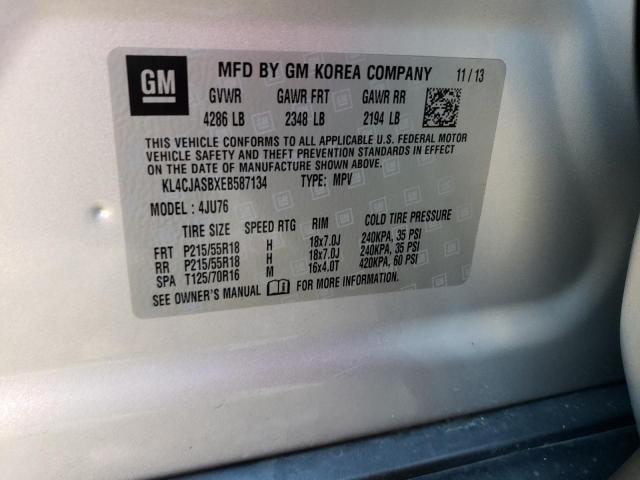 GM MFD BY GM KOREA COMPANY 11/13
GVWR GAWR FRT GAWR RR
4286 LB 2348 LB 2194 LB
THIS VEHICLE CONFORMS TO ALL APPLICABLE U.S. FEDERAL MOTOR
VEHICLE SAFETY AND THEFT PREVENTION STANDARDS IN EFFECT
ON THE DATE OF MANUFACTURE SHOWN ABOVE.
KL4CJASBXEB587134 TYPE: MPV
MODEL: 4JU76
TIRE SIZE SPEED RTG RIM COLD TIRE PRESSURE
FRT P215/55R18 H 18x7.0J 240KPA, 35 PSI
RR P215/55R18 H 18x7.0J 240KPA, 35 PSI
SPA T125/70R16 M 16x4.0T 420KPA, 60 PSI
SEE OWNER'S MANUAL FOR MORE INFORMATION.